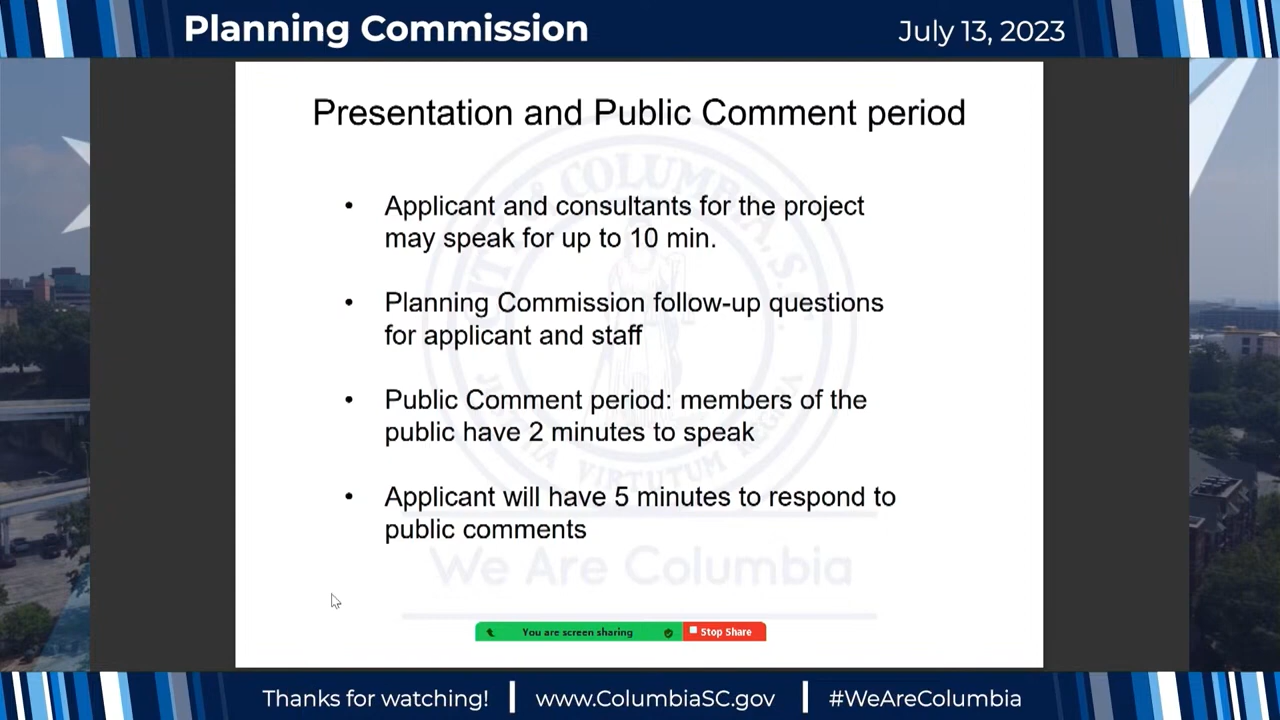 Planning Commission
July 13, 2023
Presentation and Public Comment period
• Applicant and consultants for the project
may speak for up to 10 min.
• Planning Commission follow-up questions
for applicant and staff
• Public Comment period: members of the
public have 2 minutes to speak
• Applicant will have 5 minutes to respond to
public comments
We Are Columbia
You are screen sharing
Stop Share
Thanks for watching! | www.ColumbiaSC.gov | #WeAreColumbia